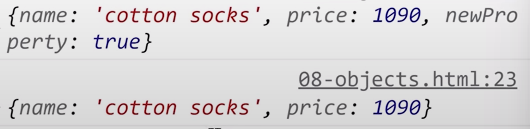 {name: 'cotton socks', price: 1090, newPro
perty: true}
08-objects.html:23
{name: 'cotton socks', price: 1090}